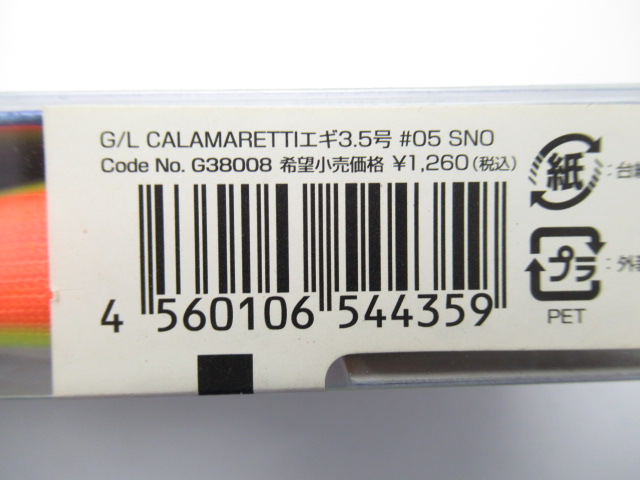 G/L CALAMARETTIエギ3.5号 #05 SNO
Code No. G38008 希望小売価格 ¥1,260(税込)
紙 :台紙
プラ :外
PET
4 560106 544359